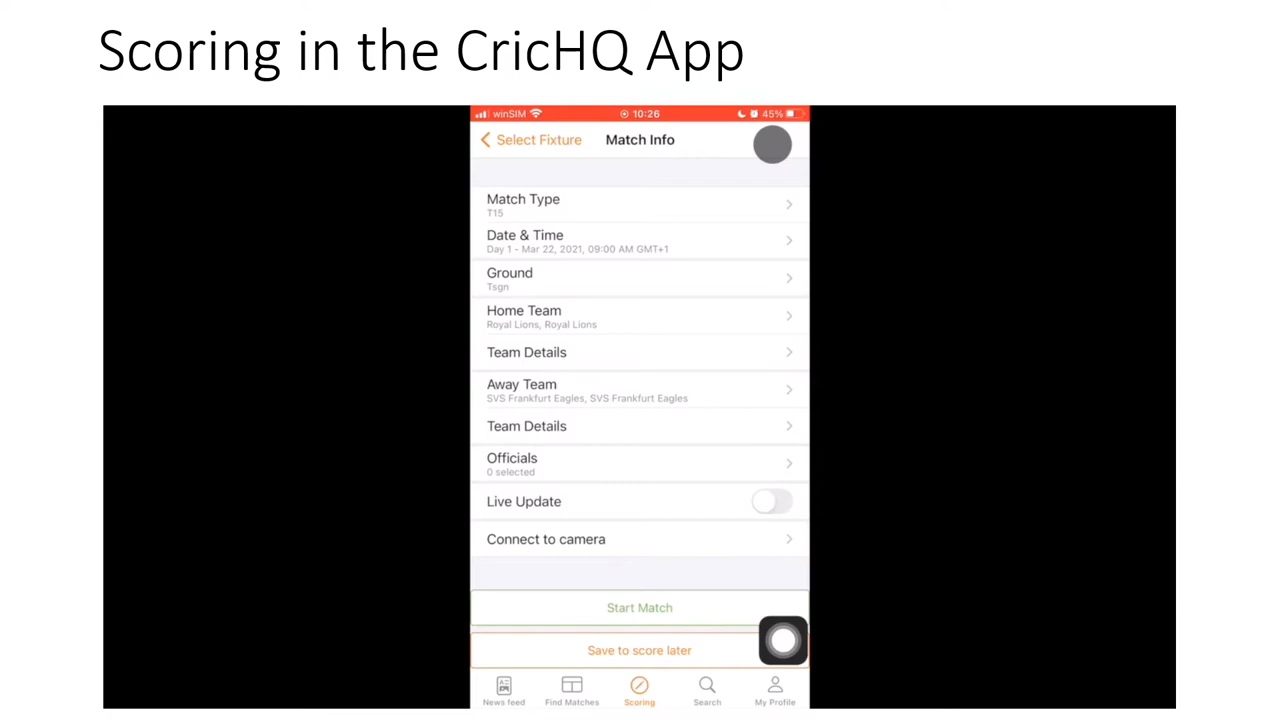 Scoring in the CricHQ App
winSIM 10:26 45%
Select Fixture Match Info
Match Type
T15
Date & Time
Day 1 - Mar 22, 2021, 09:00 AM GMT+1
Ground
Tsgn
Home Team
Royal Lions, Royal Lions
Team Details
Away Team
SVS Frankfurt Eagles, SVS Frankfurt Eagles
Team Details
Officials
0 selected
Live Update
Connect to camera
Start Match
Save to score later
News feed Find Matches Scoring Search My Profile